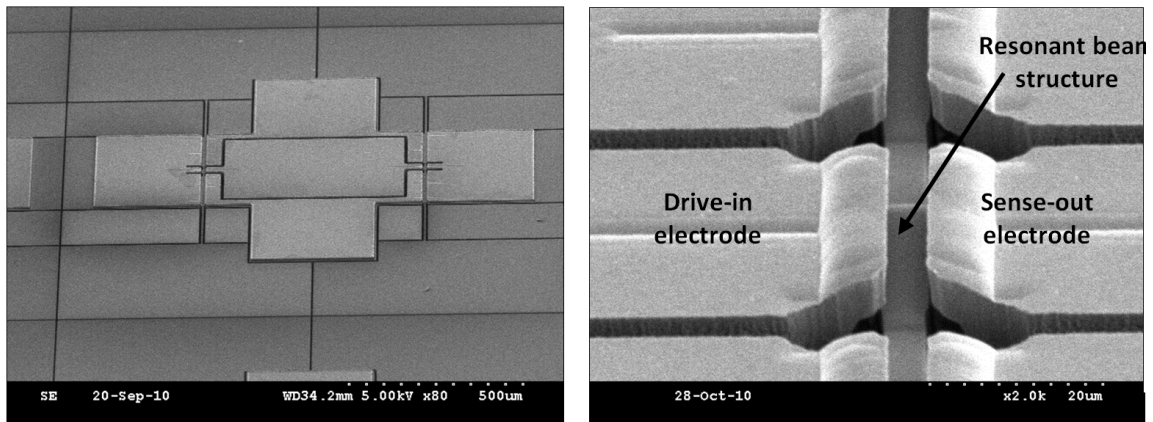 SE 20-Sep-10 WD34.2mm 5.00kV x80 500um
Resonant beam
structure
Drive-in
electrode
Sense-out
electrode
28-Oct-10 x2.0k 20um